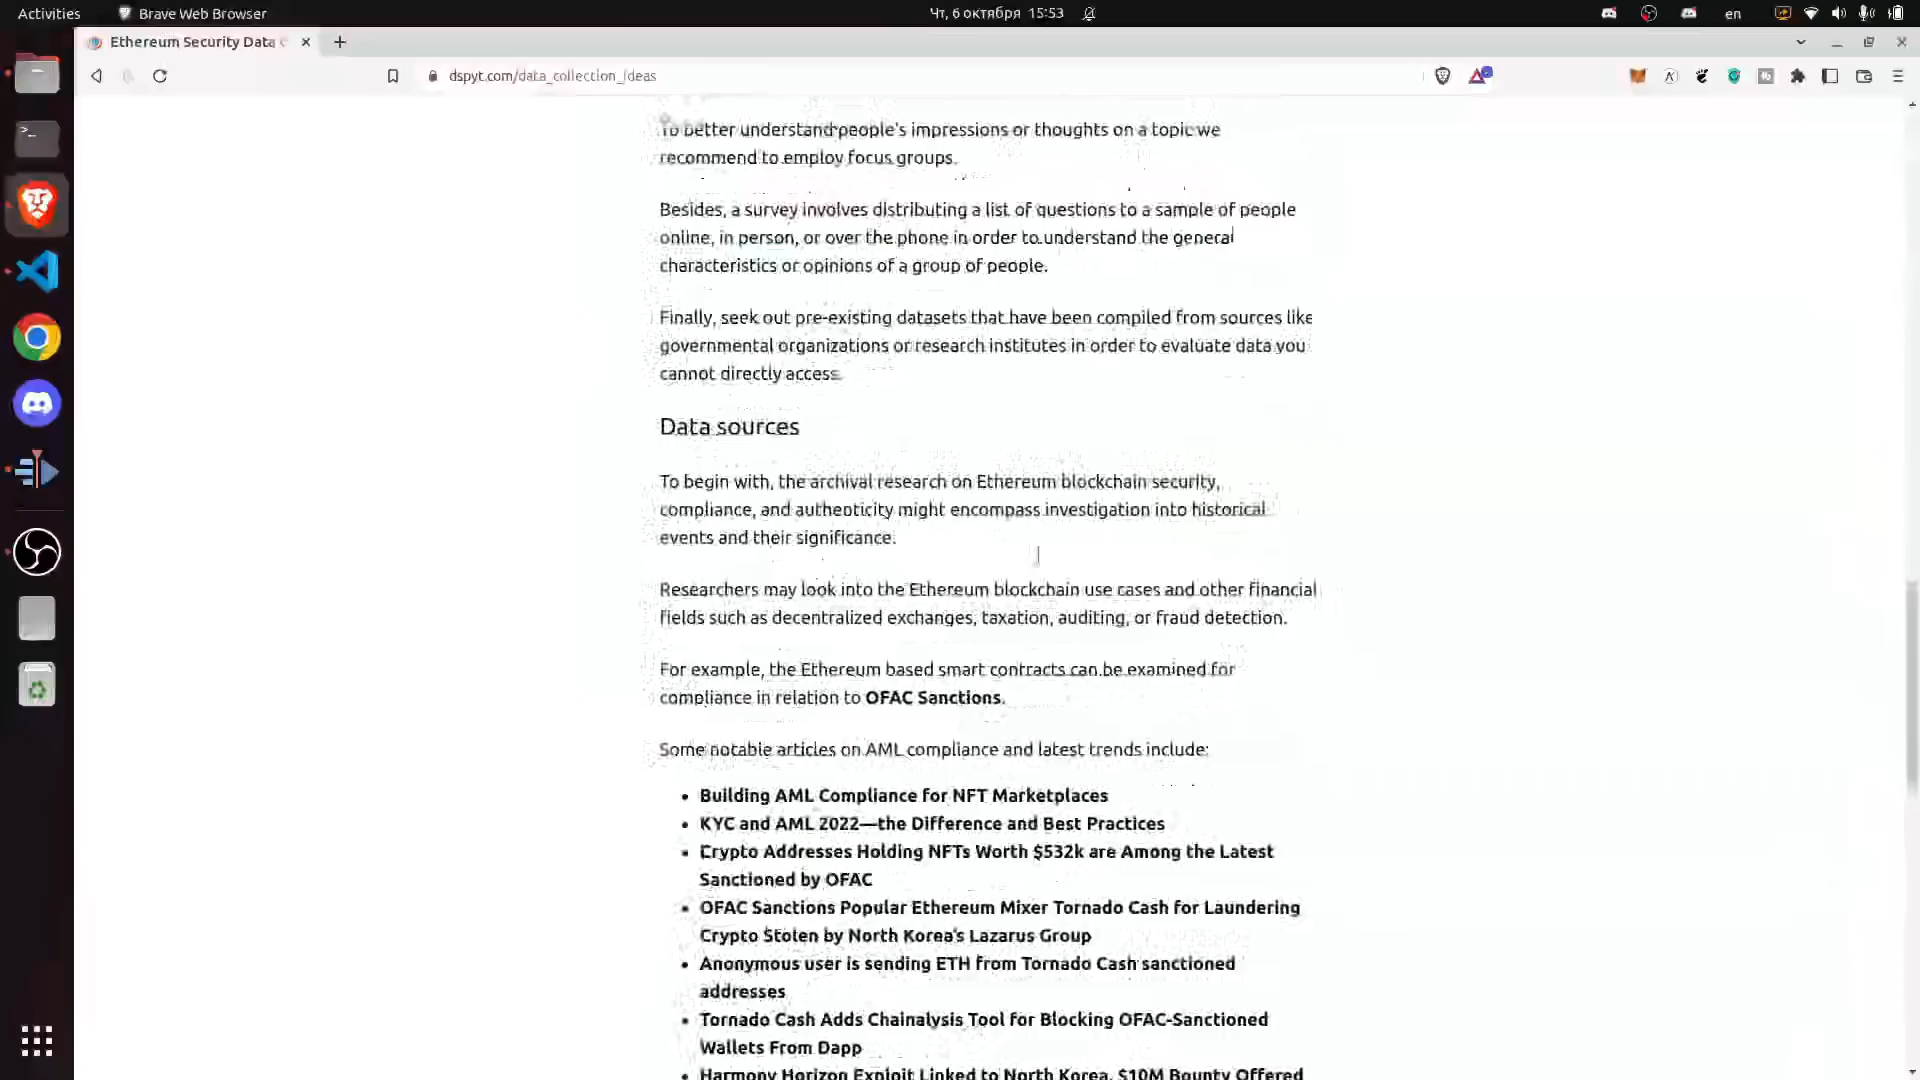 Activities
Brave Web Browser
Чт, 6 октября 15:53
en
Ethereum Security Data
dspyt.com/data_collection_ideas
To better understand people's impressions or thoughts on a topic we
recommend to employ focus groups.
Besides, a survey involves distributing a list of questions to a sample of people
online, in person, or over the phone in order to understand the general
characteristics or opinions of a group of people.
Finally, seek out pre-existing datasets that have been compiled from sources like
governmental organizations or research institutes in order to evaluate data you
cannot directly access.
Data sources
To begin with, the archival research on Ethereum blockchain security,
compliance, and authenticity might encompass investigation into historical
events and their significance.
Researchers may look into the Ethereum blockchain use cases and other financial
fields such as decentralized exchanges, taxation, auditing, or fraud detection.
For example, the Ethereum based smart contracts can be examined for
compliance in relation to OFAC Sanctions.
Some notable articles on AML compliance and latest trends include:
• Building AML Compliance for NFT Marketplaces
• KYC and AML 2022—the Difference and Best Practices
• Crypto Addresses Holding NFTs Worth $532k are Among the Latest
Sanctioned by OFAC
• OFAC Sanctions Popular Ethereum Mixer Tornado Cash for Laundering
Crypto Stolen by North Korea's Lazarus Group
• Anonymous user is sending ETH from Tornado Cash sanctioned
addresses
• Tornado Cash Adds Chainalysis Tool for Blocking OFAC-Sanctioned
Wallets From Dapp
• Harmony Horizon Exploit Linked to North Korea, $10M Bounty Offered